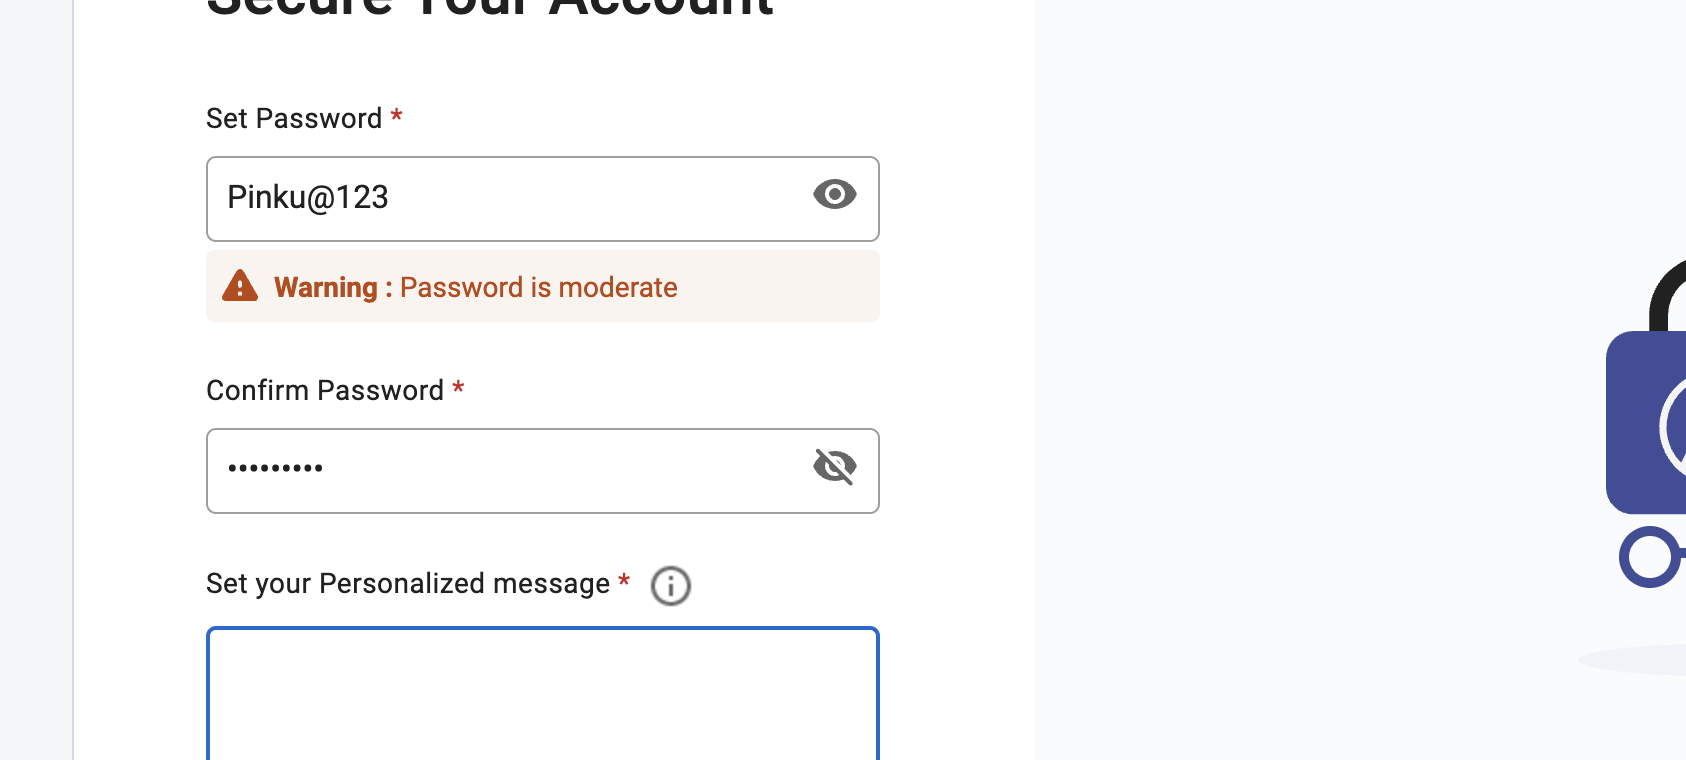 Secure Your Account
Set Password *
Pinku@123
Warning : Password is moderate
Confirm Password *
•••••••••
Set your Personalized message *